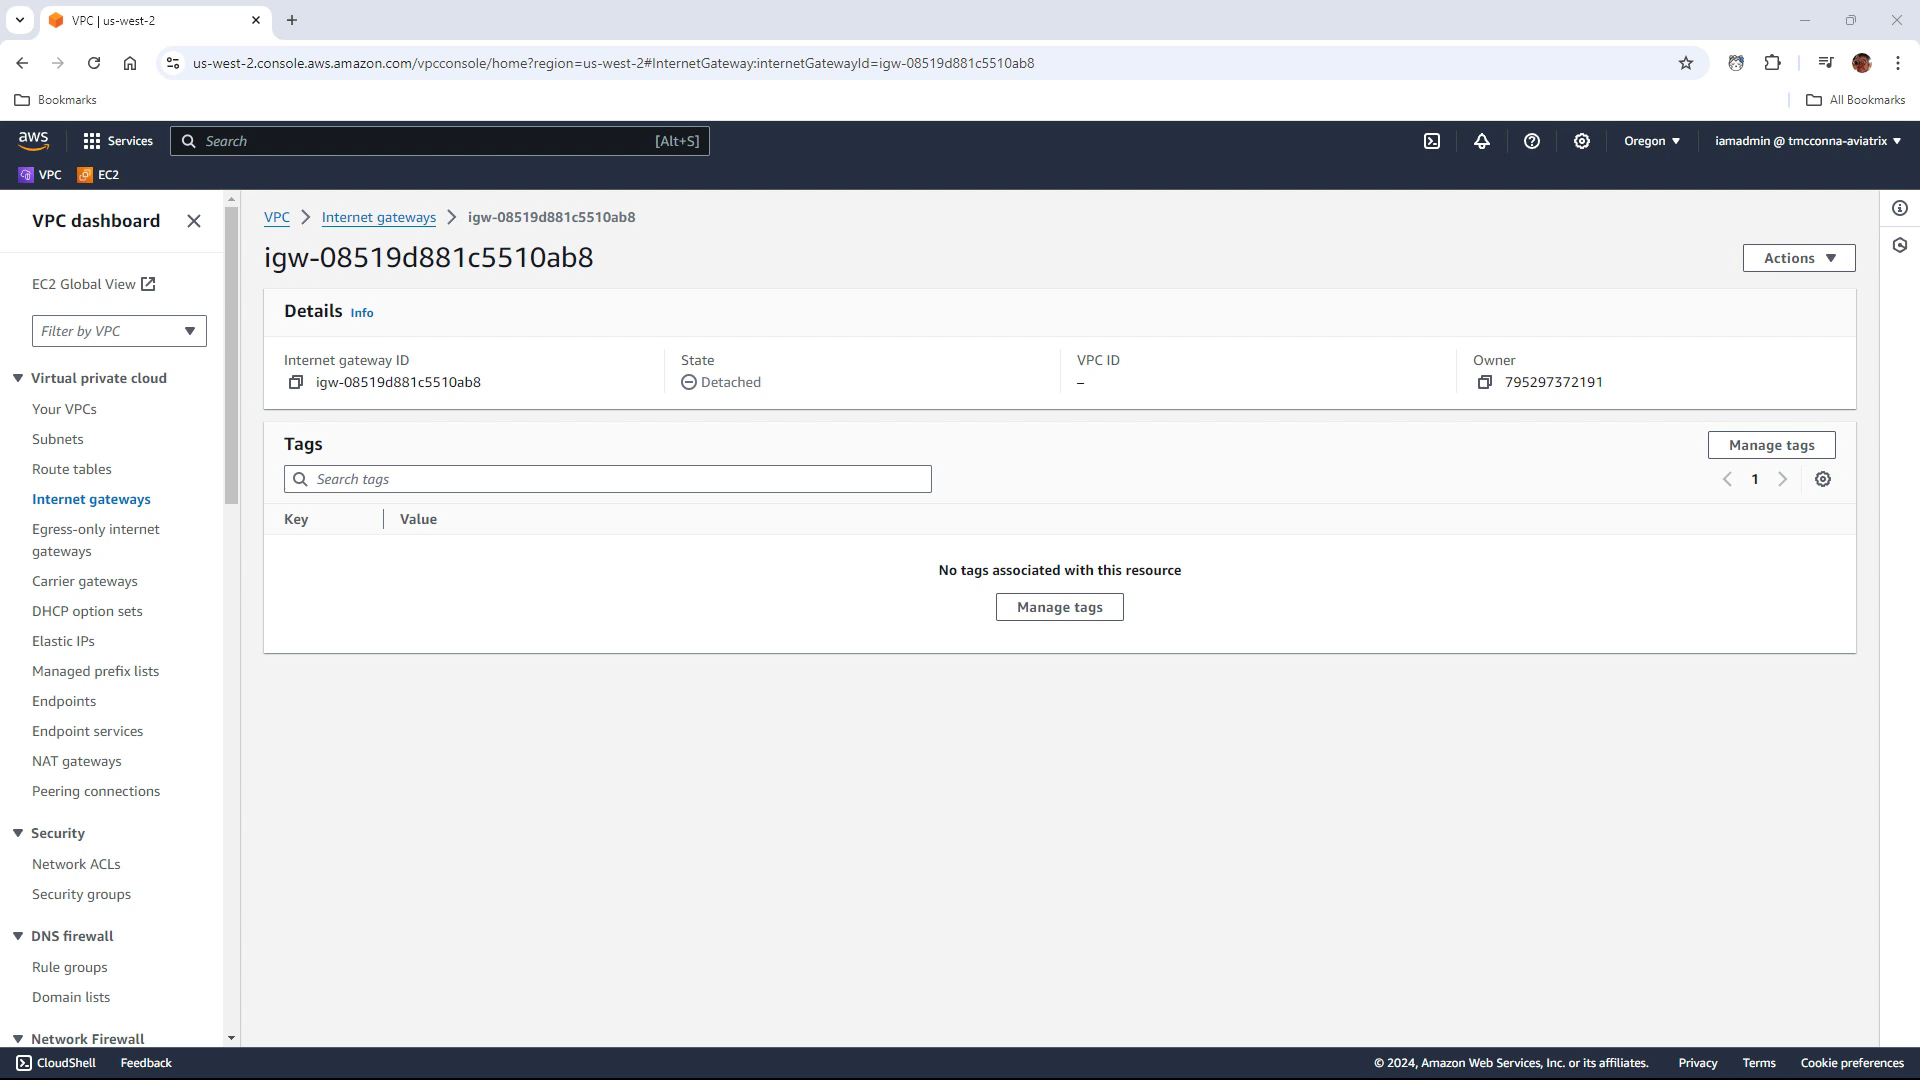 VPC | us-west-2
us-west-2.console.aws.amazon.com/vpcconsole/home?region=us-west-2#InternetGateway:internetGatewayId=igw-08519d881c5510ab8
Bookmarks
All Bookmarks
aws
Services
Search
[Alt+S]
Oregon
iamadmin @ tmcconna-aviatrix
VPC
EC2
VPC dashboard
EC2 Global View
Filter by VPC
Virtual private cloud
Your VPCs
Subnets
Route tables
Internet gateways
Egress-only internet
gateways
Carrier gateways
DHCP option sets
Elastic IPs
Managed prefix lists
Endpoints
Endpoint services
NAT gateways
Peering connections
Security
Network ACLs
Security groups
DNS firewall
Rule groups
Domain lists
Network Firewall
VPC
Internet gateways
igw-08519d881c5510ab8
igw-08519d881c5510ab8
Actions
Details Info
Internet gateway ID
igw-08519d881c5510ab8
State
Detached
VPC ID
–
Owner
795297372191
Tags
Manage tags
Search tags
1
Key
Value
No tags associated with this resource
Manage tags
CloudShell
Feedback
© 2024, Amazon Web Services, Inc. or its affiliates.
Privacy
Terms
Cookie preferences